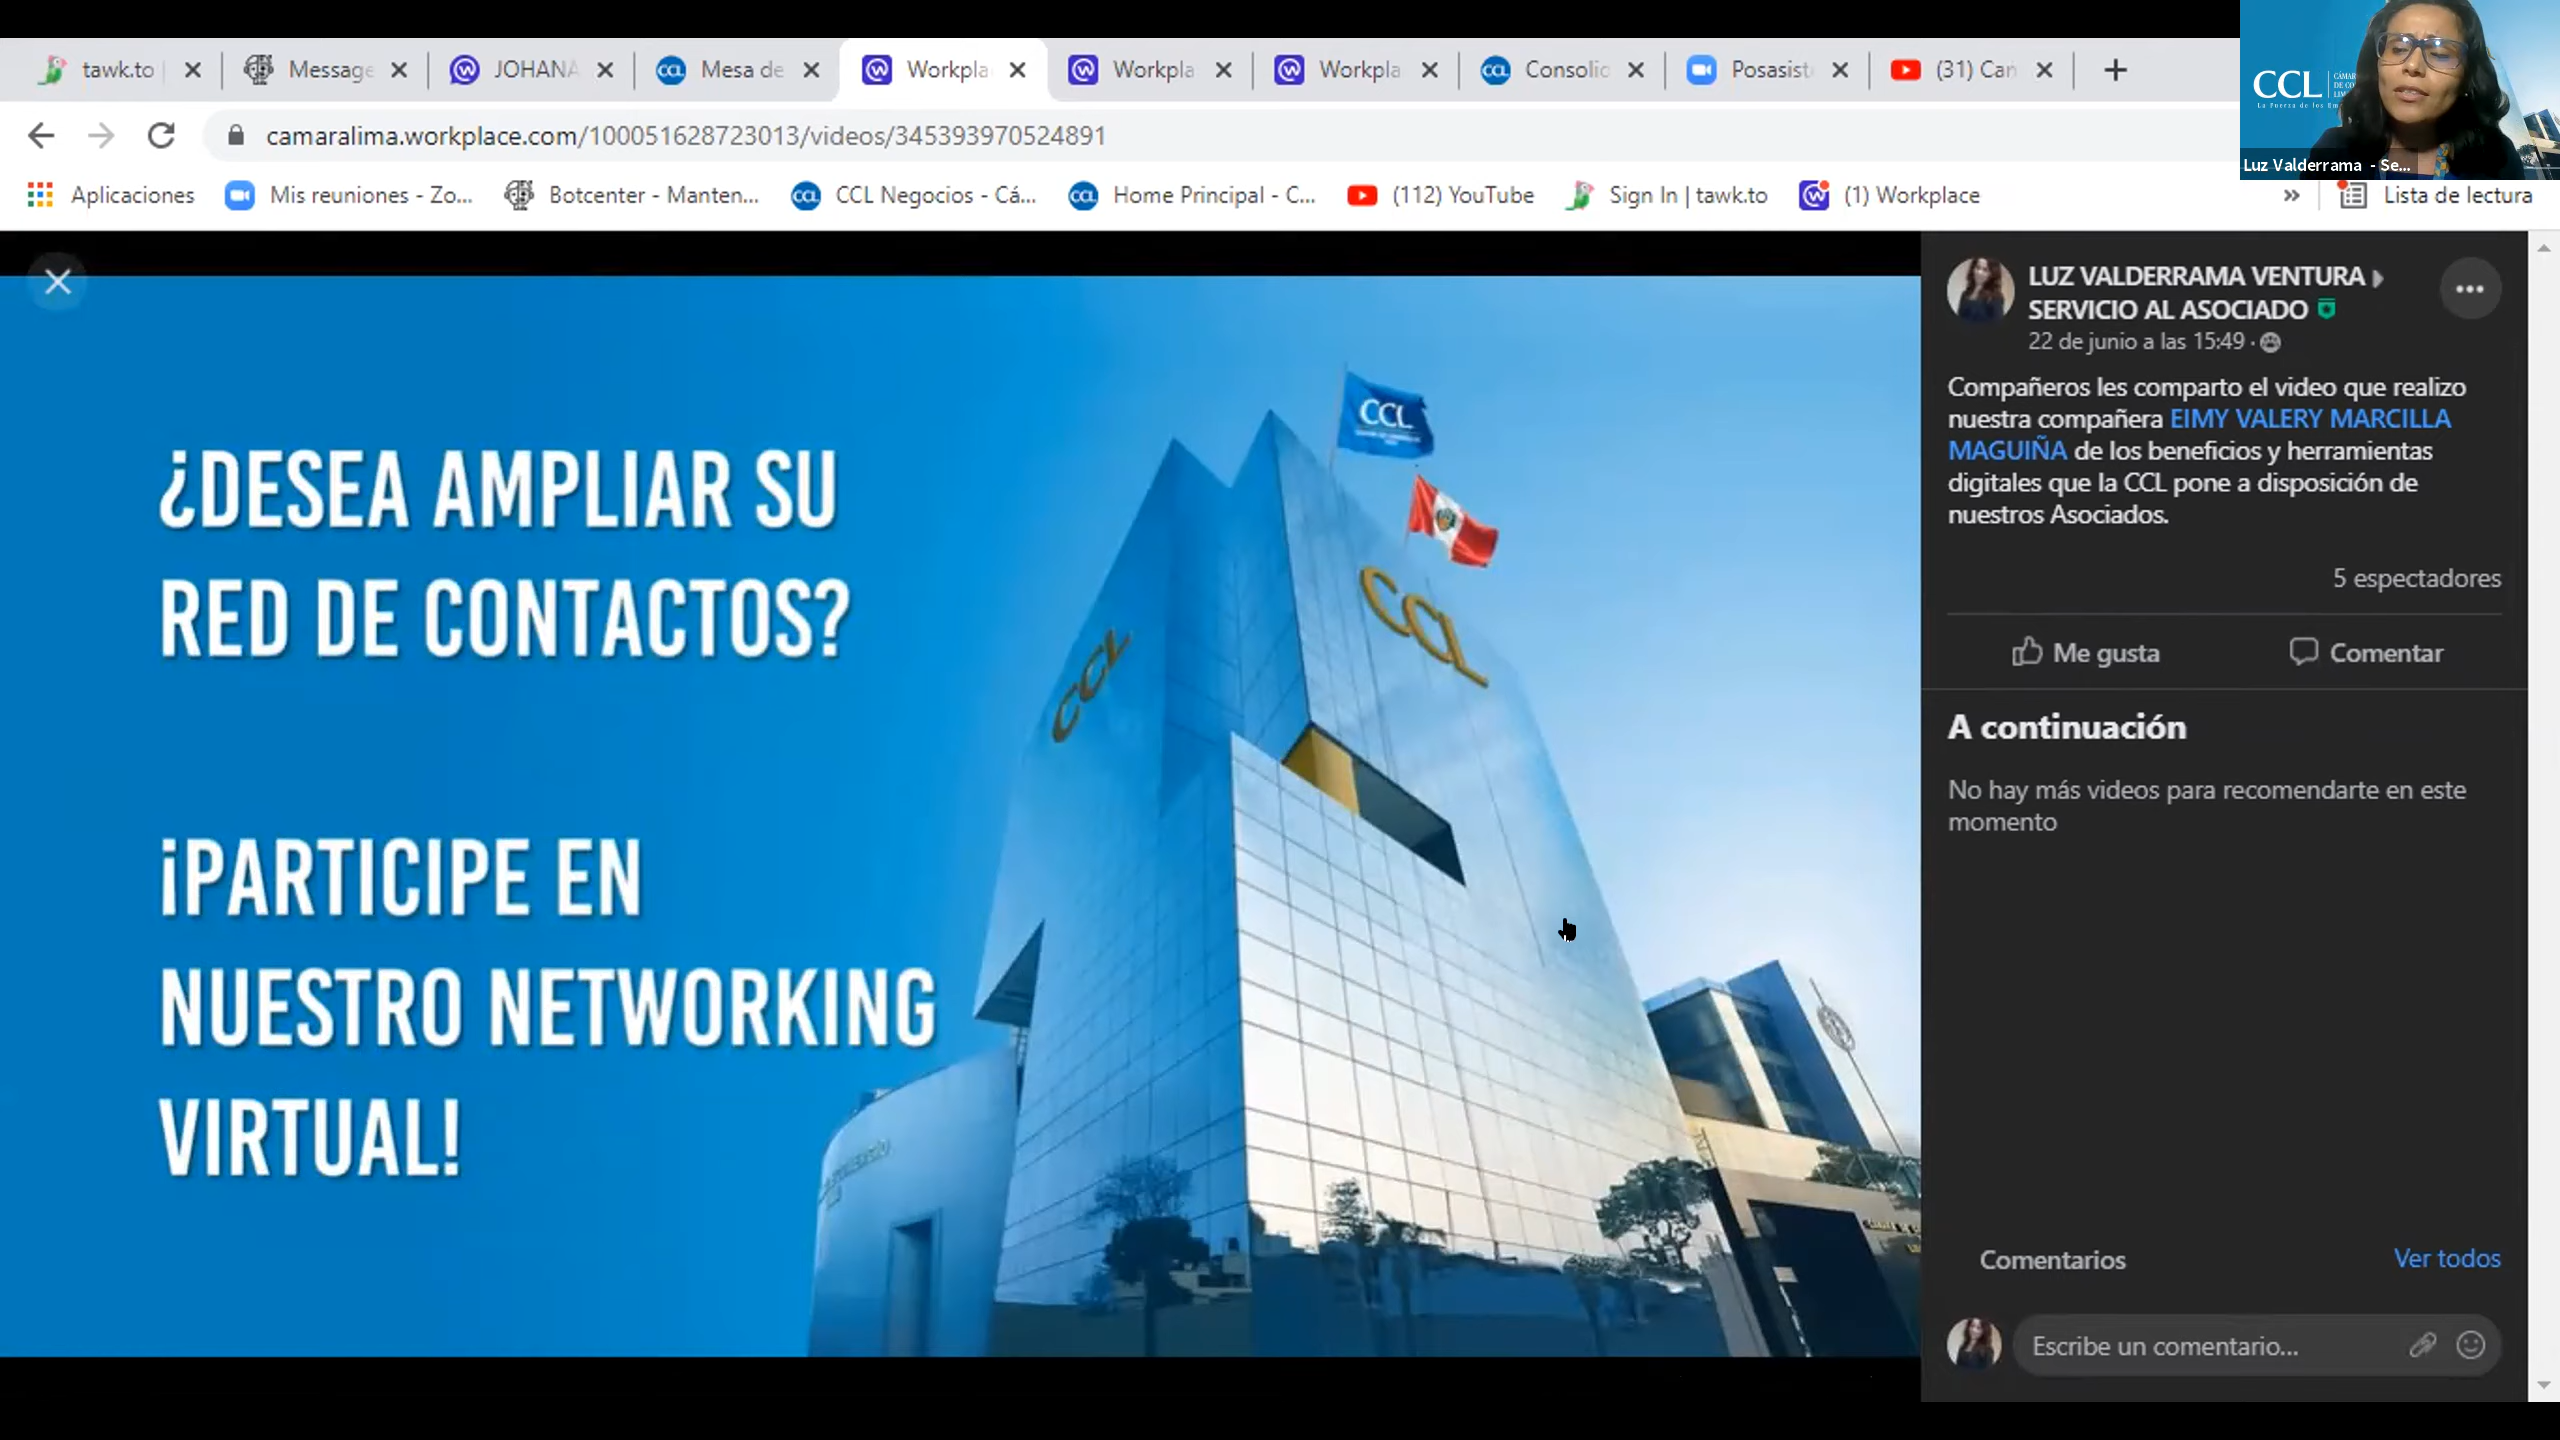 tawk.to
Message
JOHANA
Mesa de
Workpla
Workpla
Workpla
Consolid
Posasist
(31) Can
camaralima.workplace.com/100051628723013/videos/345393970524891
Aplicaciones
Mis reuniones - Zo...
Botcenter - Manten...
CCL Negocios - Cá...
Home Principal - C...
(112) YouTube
Sign In | tawk.to
(1) Workplace
»
Lista de lectura
CCL
Luz Valderrama - Se...
¿DESEA AMPLIAR SU
RED DE CONTACTOS?
¡PARTICIPE EN
NUESTRO NETWORKING
VIRTUAL!
CCL
CCL
CCL
LUZ VALDERRAMA VENTURA
SERVICIO AL ASOCIADO
22 de junio a las 15:49 ·
Compañeros les comparto el video que realizo
nuestra compañera EIMY VALERY MARCILLA
MAGUIÑA de los beneficios y herramientas
digitales que la CCL pone a disposición de
nuestros Asociados.
5 espectadores
Me gusta
Comentar
A continuación
No hay más videos para recomendarte en este
momento
Comentarios
Ver todos
Escribe un comentario...